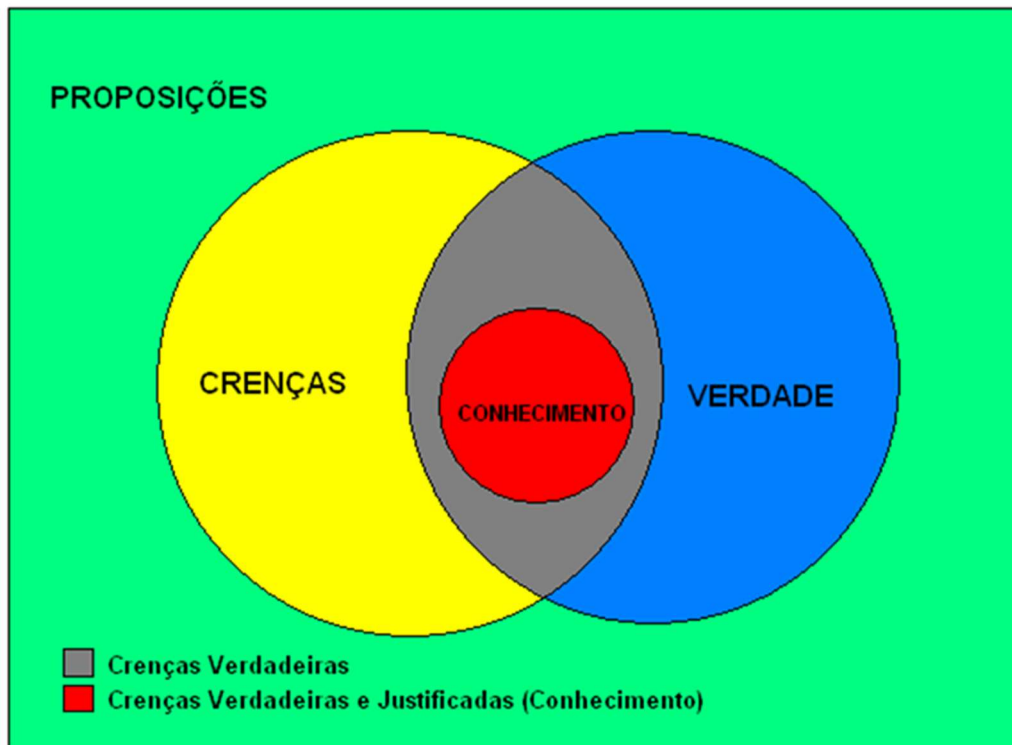 PROPOSIÇÕES
CRENÇAS
CONHECIMENTO
VERDADE
Crenças Verdadeiras
Crenças Verdadeiras e Justificadas (Conhecimento)